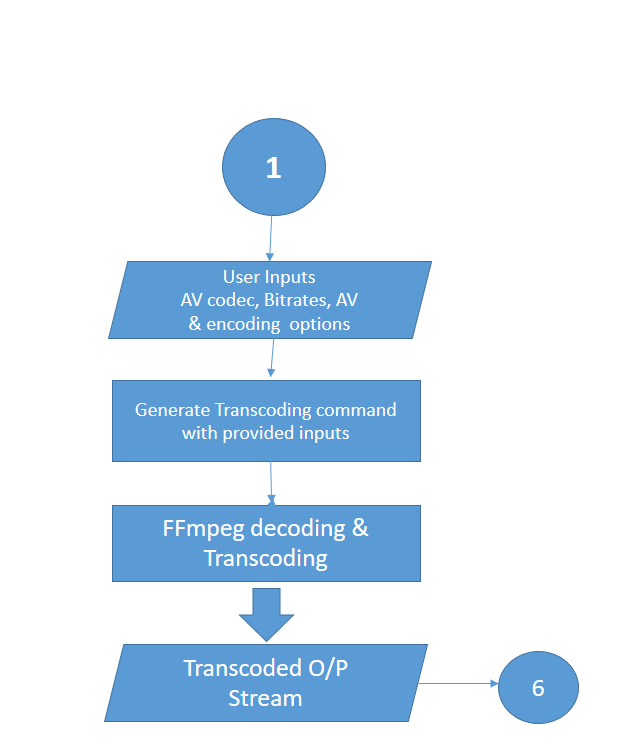 1
User Inputs
AV codec, Bitrates, AV
& encoding options
Generate Transcoding command
with provided inputs
FFmpeg decoding &
Transcoding
Transcoded O/P
Stream
6